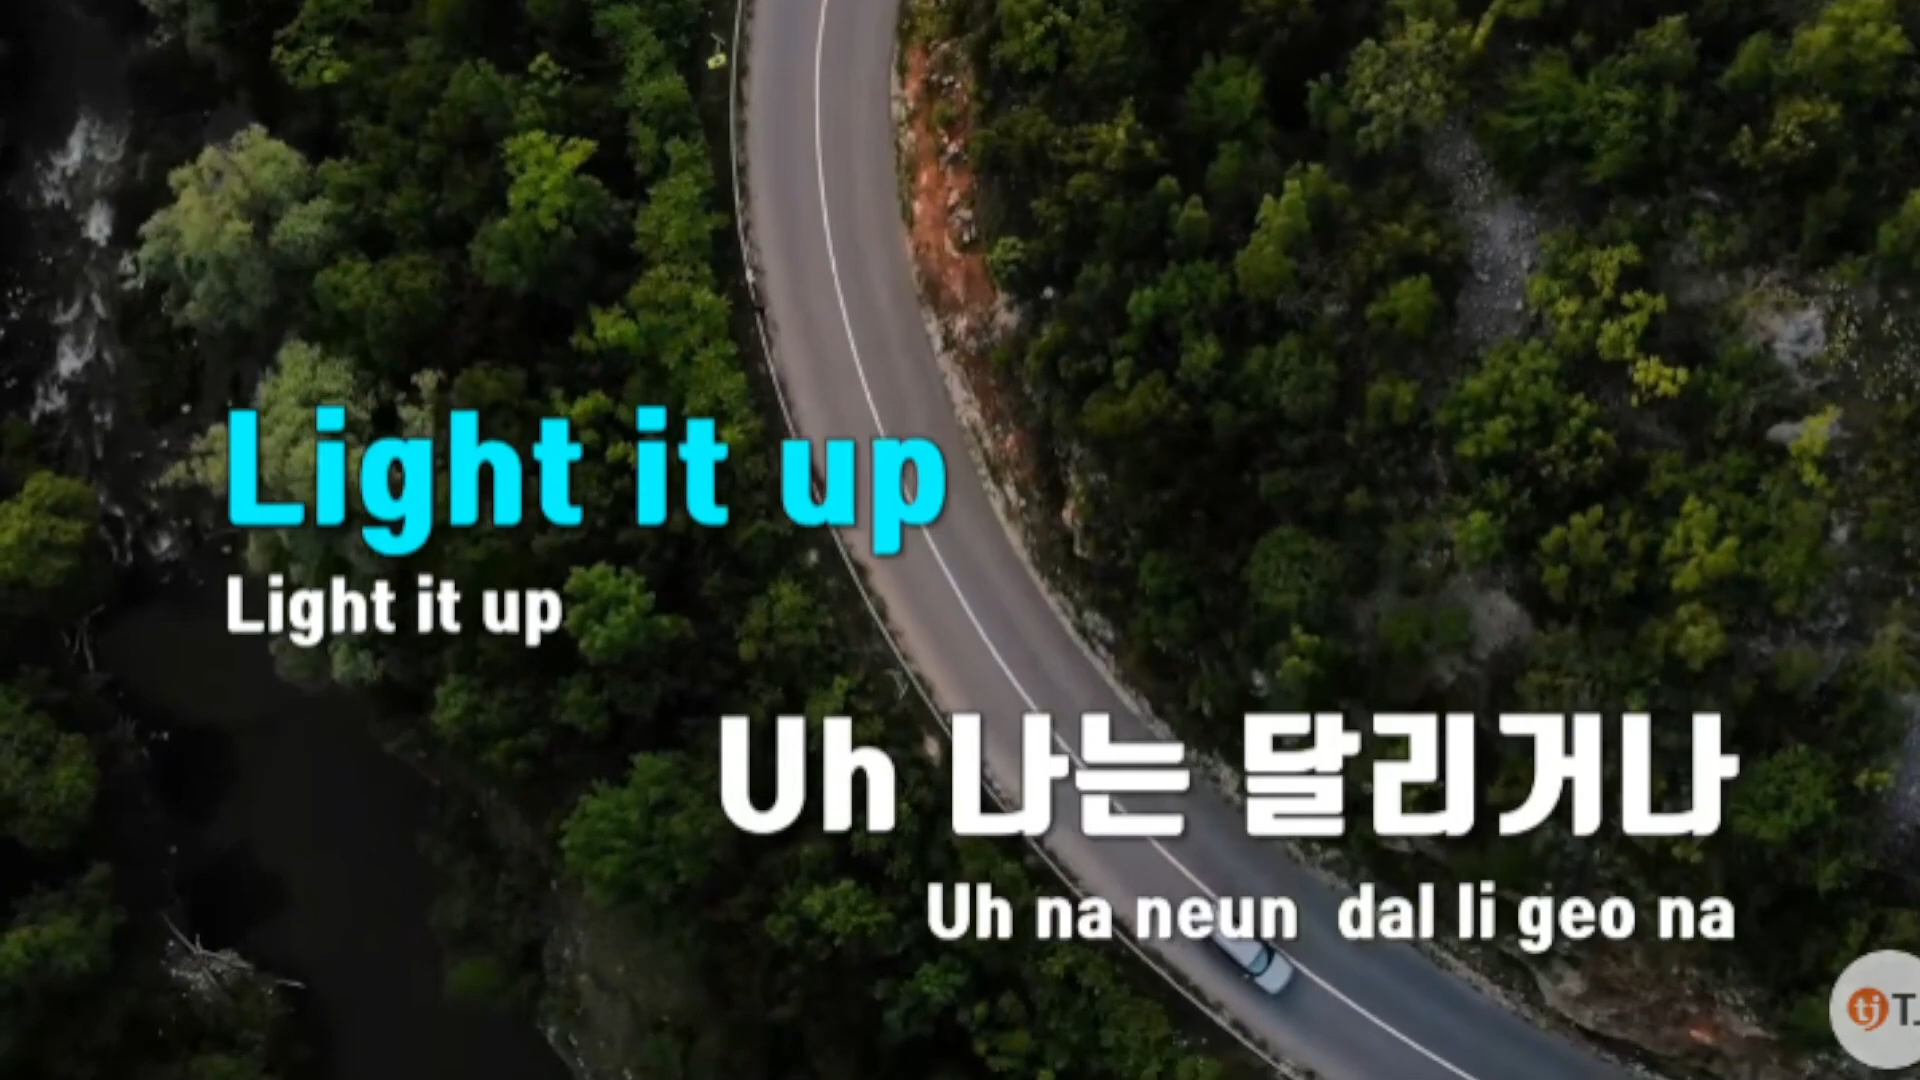 Light it up
Light it up
Uh 나는 달리거나
Uh na neun dal li geo na
tj T